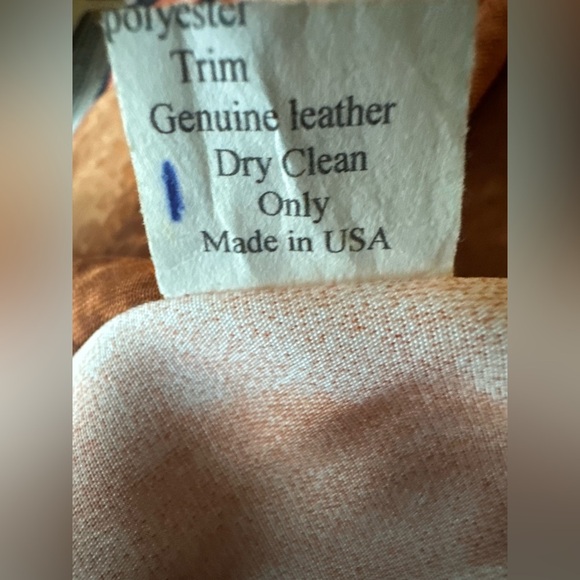 polyester
Trim
Genuine leather
Dry Clean
Only
Made in USA